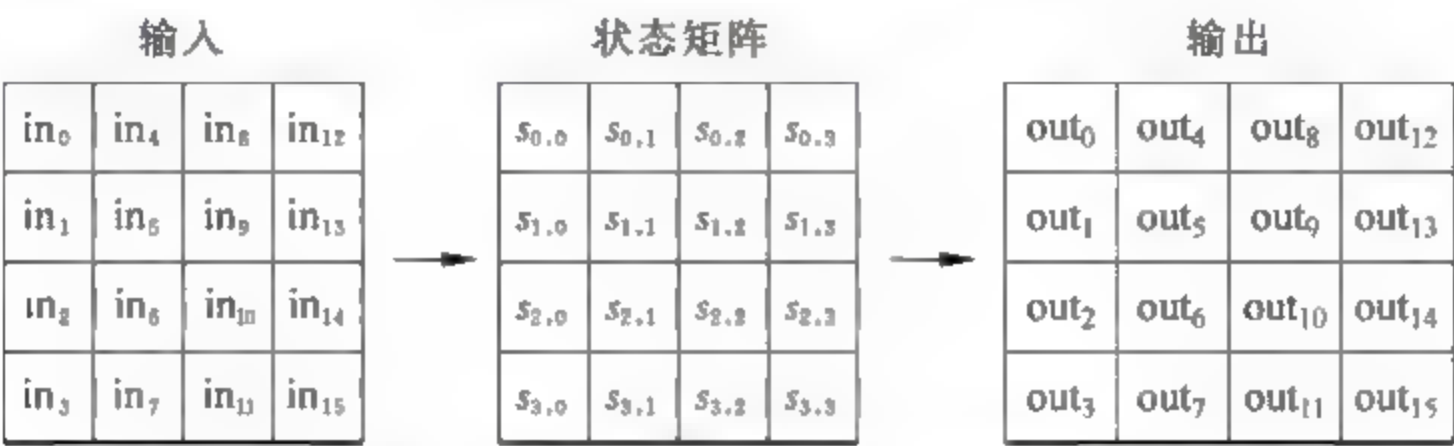 输入 状态矩阵 输出
in₀ in₄ in₈ in₁₂ s₀,₀ s₀,₁ s₀,₂ s₀,₃ out₀ out₄ out₈ out₁₂
in₁ in₅ in₉ in₁₃ s₁,₀ s₁,₁ s₁,₂ s₁,₃ out₁ out₅ out₉ out₁₃
in₂ in₆ in₁₀ in₁₄ s₂,₀ s₂,₁ s₂,₂ s₂,₃ out₂ out₆ out₁₀ out₁₄
in₃ in₇ in₁₁ in₁₅ s₃,₀ s₃,₁ s₃,₂ s₃,₃ out₃ out₇ out₁₁ out₁₅